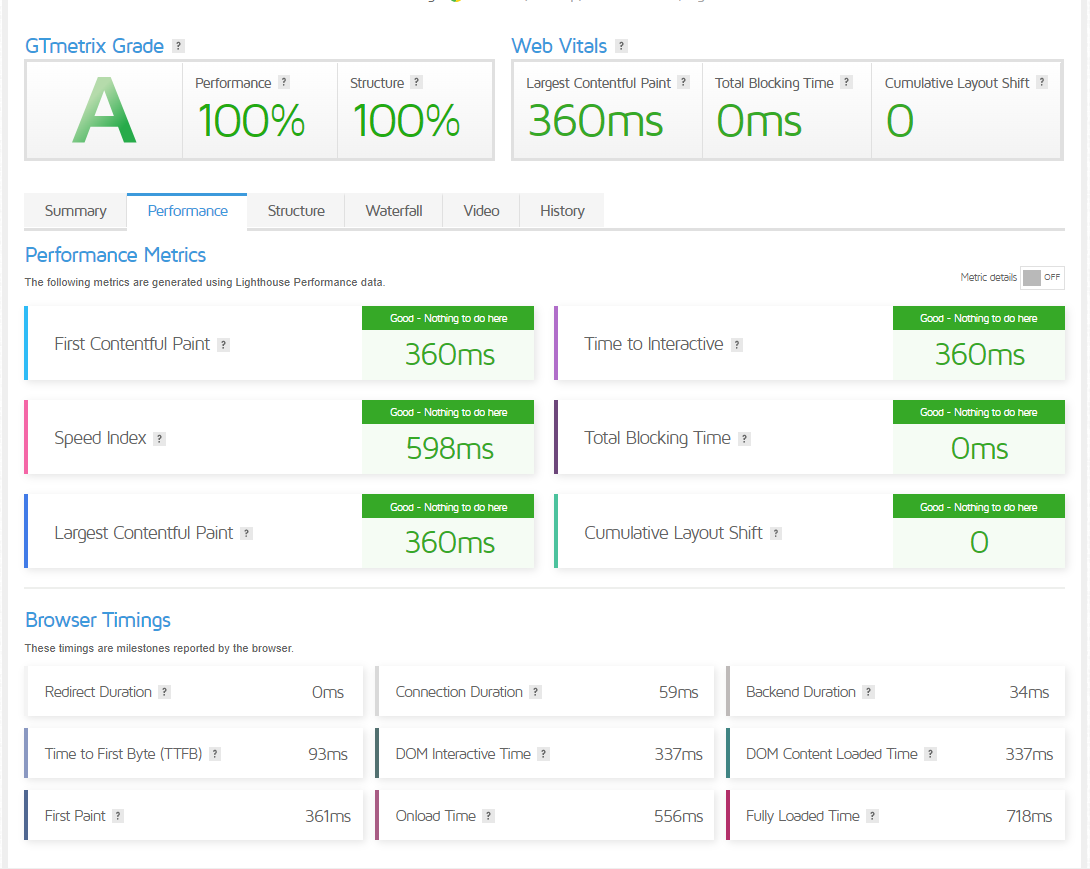 GTmetrix Grade ?
Web Vitals ?
A
Performance ?
100%
Structure ?
100%
Largest Contentful Paint ?
360ms
Total Blocking Time ?
0ms
Cumulative Layout Shift ?
0
Summary
Performance
Structure
Waterfall
Video
History
Performance Metrics
The following metrics are generated using Lighthouse Performance data.
Metric details OFF
First Contentful Paint ?
Good - Nothing to do here
360ms
Time to Interactive ?
Good - Nothing to do here
360ms
Speed Index ?
Good - Nothing to do here
598ms
Total Blocking Time ?
Good - Nothing to do here
0ms
Largest Contentful Paint ?
Good - Nothing to do here
360ms
Cumulative Layout Shift ?
Good - Nothing to do here
0
Browser Timings
These timings are milestones reported by the browser.
Redirect Duration ? 0ms
Connection Duration ? 59ms
Backend Duration ? 34ms
Time to First Byte (TTFB) ? 93ms
DOM Interactive Time ? 337ms
DOM Content Loaded Time ? 337ms
First Paint ? 361ms
Onload Time ? 556ms
Fully Loaded Time ? 718ms